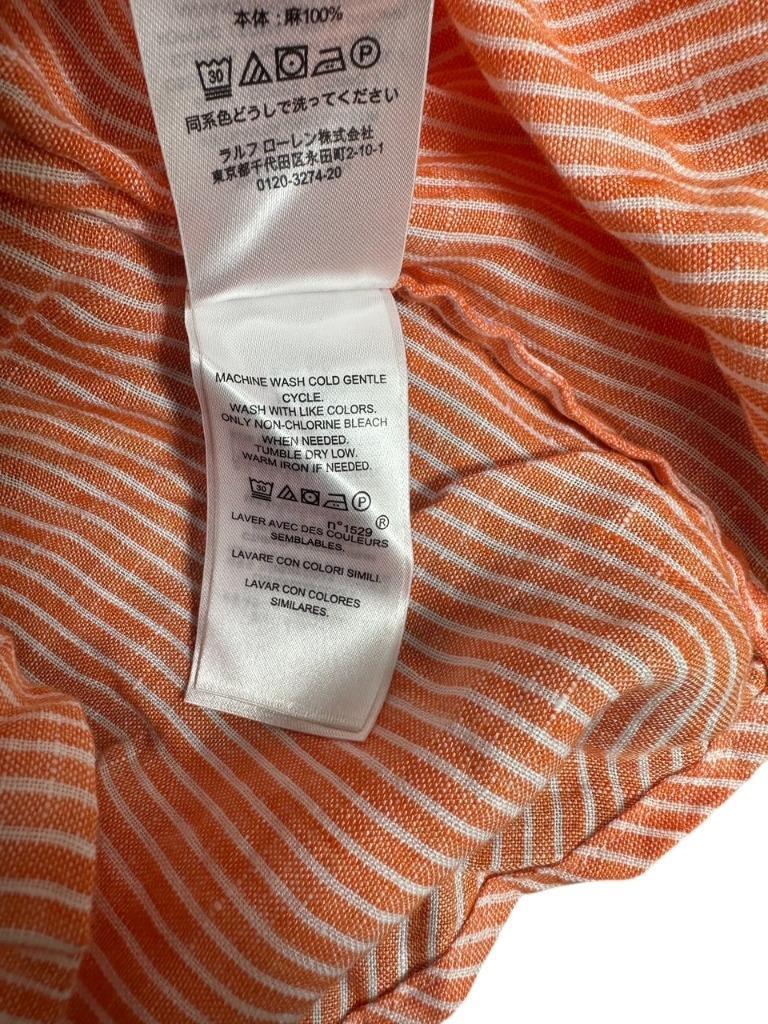 本体 : 麻100%
30 P
同系色どうしで洗ってください
ラルフ ローレン株式会社
東京都千代田区永田町2-10-1
0120-3274-20
MACHINE WASH COLD GENTLE
CYCLE.
WASH WITH LIKE COLORS.
ONLY NON-CHLORINE BLEACH
WHEN NEEDED.
TUMBLE DRY LOW.
WARM IRON IF NEEDED.
30 P
n°1529 ®
LAVER AVEC DES COULEURS
SEMBLABLES.
LAVARE CON COLORI SIMILI.
LAVAR CON COLORES
SIMILARES.